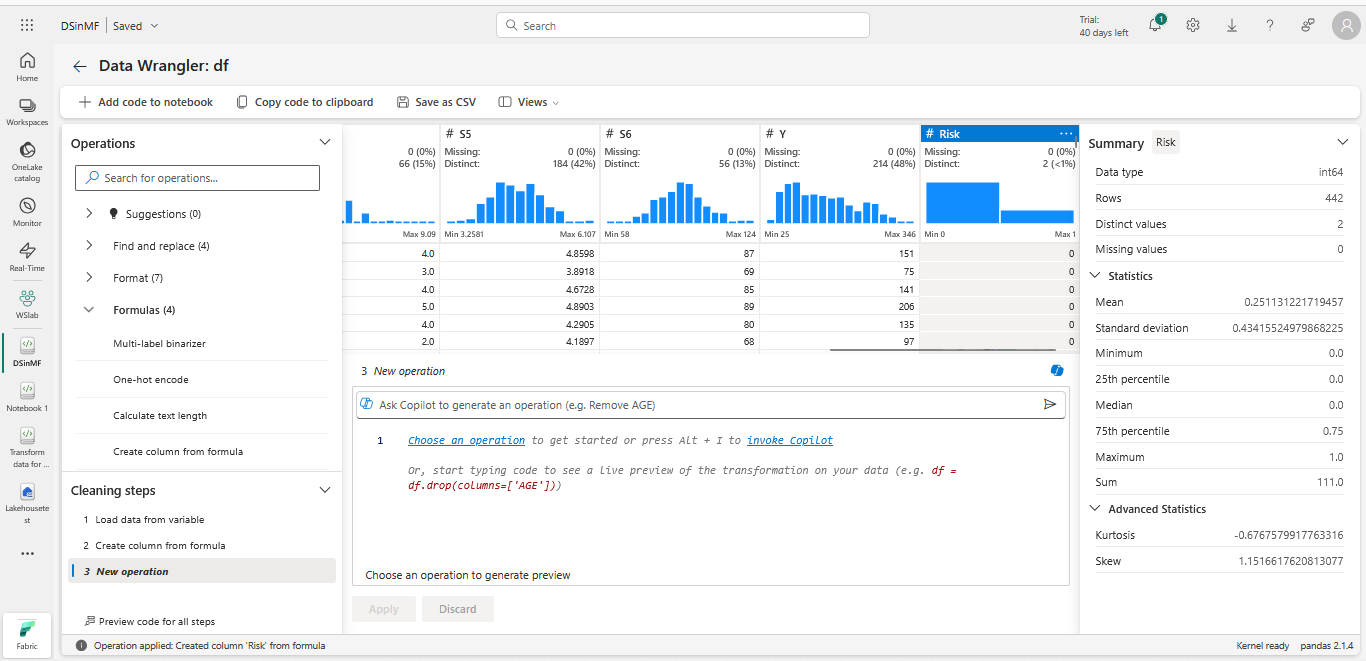 DSinMF
Saved
Search
Trial:
40 days left
1
Home
Workspaces
OneLake
catalog
Monitor
Real-Time
WSlab
DSinMF
Notebook 1
Transform
data for ...
Lakehousete
st
Fabric
Data Wrangler: df
Add code to notebook
Copy code to clipboard
Save as CSV
Views
Operations
Search for operations...
Suggestions (0)
Find and replace (4)
Format (7)
Formulas (4)
Multi-label binarizer
One-hot encode
Calculate text length
Create column from formula
Cleaning steps
1 Load data from variable
2 Create column from formula
3 New operation
Preview code for all steps
# S5 # S6 # Y # Risk ...
0 (0%) Missing: 0 (0%) Missing: 0 (0%) Missing: 0 (0%) Missing: 0 (0%)
66 (15%) Distinct: 184 (42%) Distinct: 56 (13%) Distinct: 214 (48%) Distinct: 2 (<1%)
Max 9.09 Min 3.2581 Max 6.107 Min 58 Max 124 Min 25 Max 346 Min 0 Max 1
4.0 4.8598 87 151 0
3.0 3.8918 69 75 0
4.0 4.6728 85 141 0
5.0 4.8903 89 206 0
4.0 4.2905 80 135 0
2.0 4.1897 68 97 0
3 New operation
Ask Copilot to generate an operation (e.g. Remove AGE)
1 Choose an operation to get started or press Alt + I to invoke Copilot
Or, start typing code to see a live preview of the transformation on your data (e.g. df =
df.drop(columns=['AGE']))
Choose an operation to generate preview
Apply
Discard
Summary Risk
Data type int64
Rows 442
Distinct values 2
Missing values 0
Statistics
Mean 0.251131221719457
Standard deviation 0.43415524979868225
Minimum 0.0
25th percentile 0.0
Median 0.0
75th percentile 0.75
Maximum 1.0
Sum 111.0
Advanced Statistics
Kurtosis -0.6767579917763316
Skew 1.1516617620813077
Operation applied: Created column 'Risk' from formula
Kernel ready
pandas 2.1.4